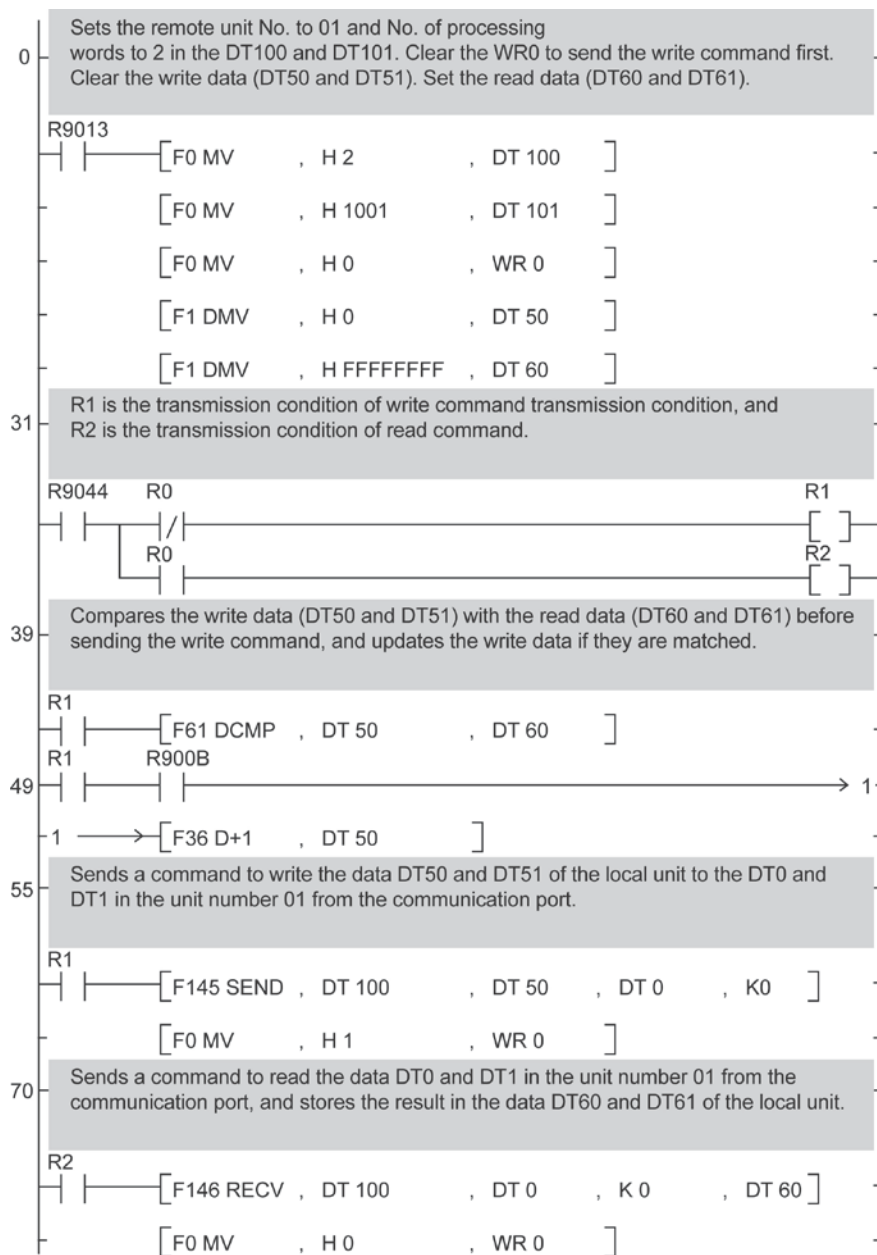 Sets the remote unit No. to 01 and No. of processing
0 words to 2 in the DT100 and DT101. Clear the WR0 to send the write command first.
Clear the write data (DT50 and DT51). Set the read data (DT60 and DT61).
R9013
F0 MV , H 2 , DT 100
F0 MV , H 1001 , DT 101
F0 MV , H 0 , WR 0
F1 DMV , H 0 , DT 50
F1 DMV , H FFFFFFFF , DT 60
R1 is the transmission condition of write command transmission condition, and
31 R2 is the transmission condition of read command.
R9044 R0 R1
R0 R2
Compares the write data (DT50 and DT51) with the read data (DT60 and DT61) before
39 sending the write command, and updates the write data if they are matched.
R1
F61 DCMP , DT 50 , DT 60
R1 R900B
49 1
1 F36 D+1 , DT 50
Sends a command to write the data DT50 and DT51 of the local unit to the DT0 and
55 DT1 in the unit number 01 from the communication port.
R1
F145 SEND , DT 100 , DT 50 , DT 0 , K0
F0 MV , H 1 , WR 0
Sends a command to read the data DT0 and DT1 in the unit number 01 from the
70 communication port, and stores the result in the data DT60 and DT61 of the local unit.
R2
F146 RECV , DT 100 , DT 0 , K 0 , DT 60
F0 MV , H 0 , WR 0